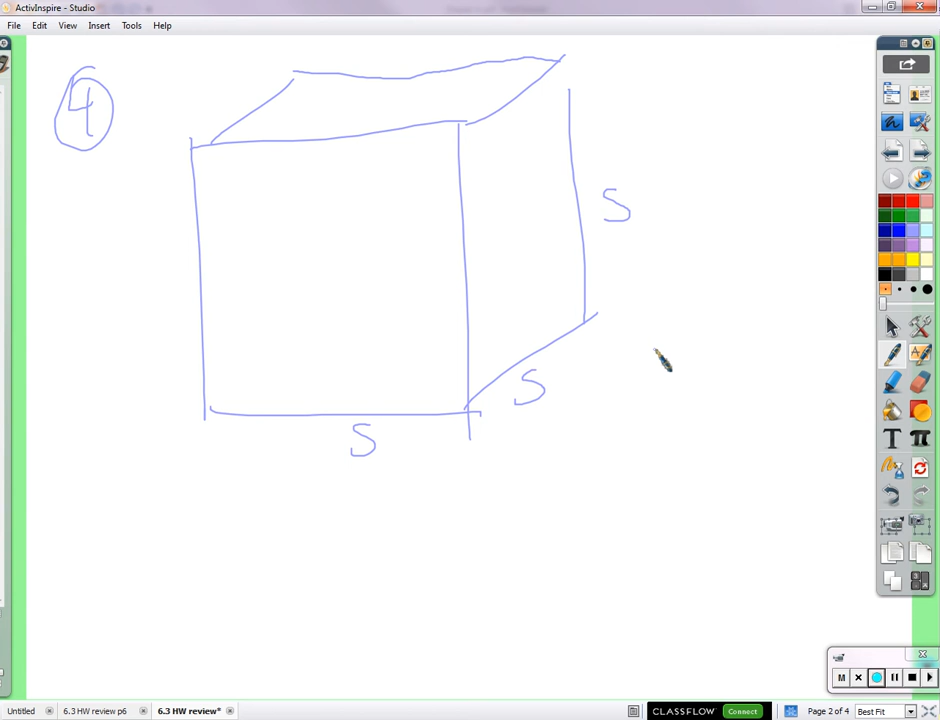 ActivInspire - Studio
File Edit View Insert Tools Help
4
S
S
S
M
Untitled 6.3 HW review p6 6.3 HW review* CLASSFLOW Connect Page 2 of 4 Best Fit